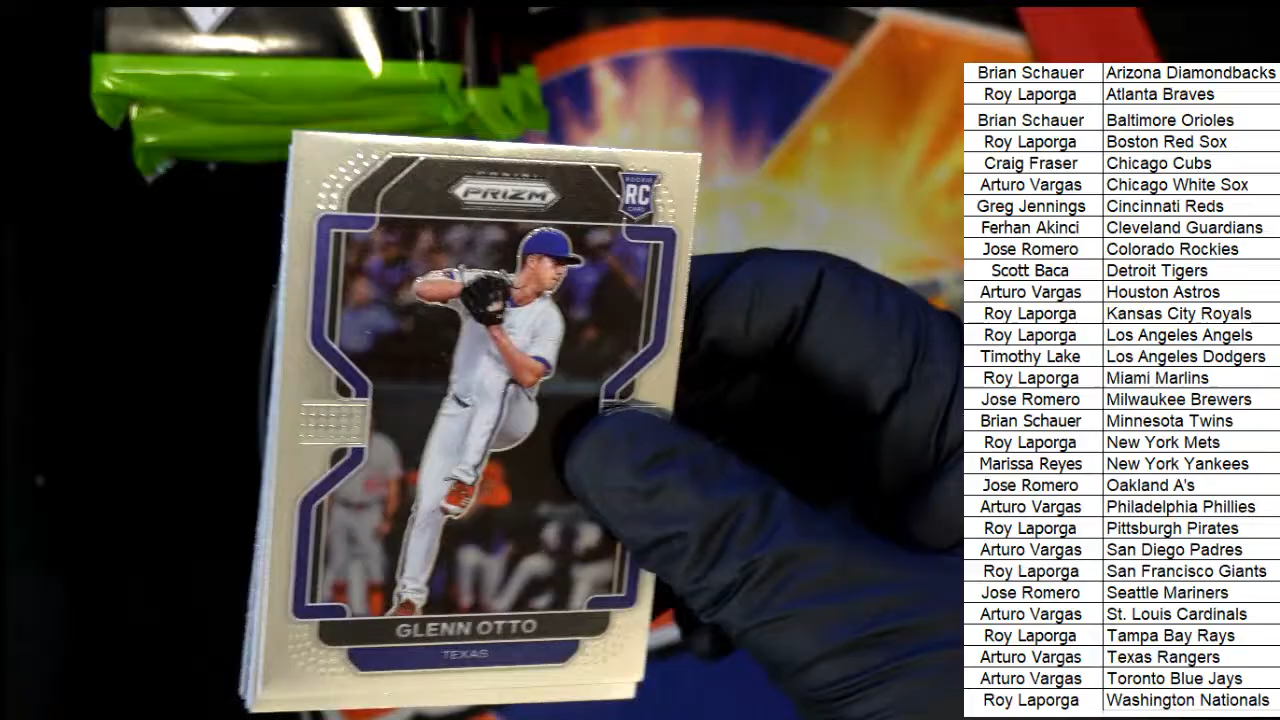 PANINI
PRIZM
ROOKIE
RC
CARD
GLENN OTTO
TEXAS
Brian Schauer Arizona Diamondbacks
Roy Laporga Atlanta Braves
Brian Schauer Baltimore Orioles
Roy Laporga Boston Red Sox
Craig Fraser Chicago Cubs
Arturo Vargas Chicago White Sox
Greg Jennings Cincinnati Reds
Ferhan Akinci Cleveland Guardians
Jose Romero Colorado Rockies
Scott Baca Detroit Tigers
Arturo Vargas Houston Astros
Roy Laporga Kansas City Royals
Roy Laporga Los Angeles Angels
Timothy Lake Los Angeles Dodgers
Roy Laporga Miami Marlins
Jose Romero Milwaukee Brewers
Brian Schauer Minnesota Twins
Roy Laporga New York Mets
Marissa Reyes New York Yankees
Jose Romero Oakland A's
Arturo Vargas Philadelphia Phillies
Roy Laporga Pittsburgh Pirates
Arturo Vargas San Diego Padres
Roy Laporga San Francisco Giants
Jose Romero Seattle Mariners
Arturo Vargas St. Louis Cardinals
Roy Laporga Tampa Bay Rays
Arturo Vargas Texas Rangers
Arturo Vargas Toronto Blue Jays
Roy Laporga Washington Nationals